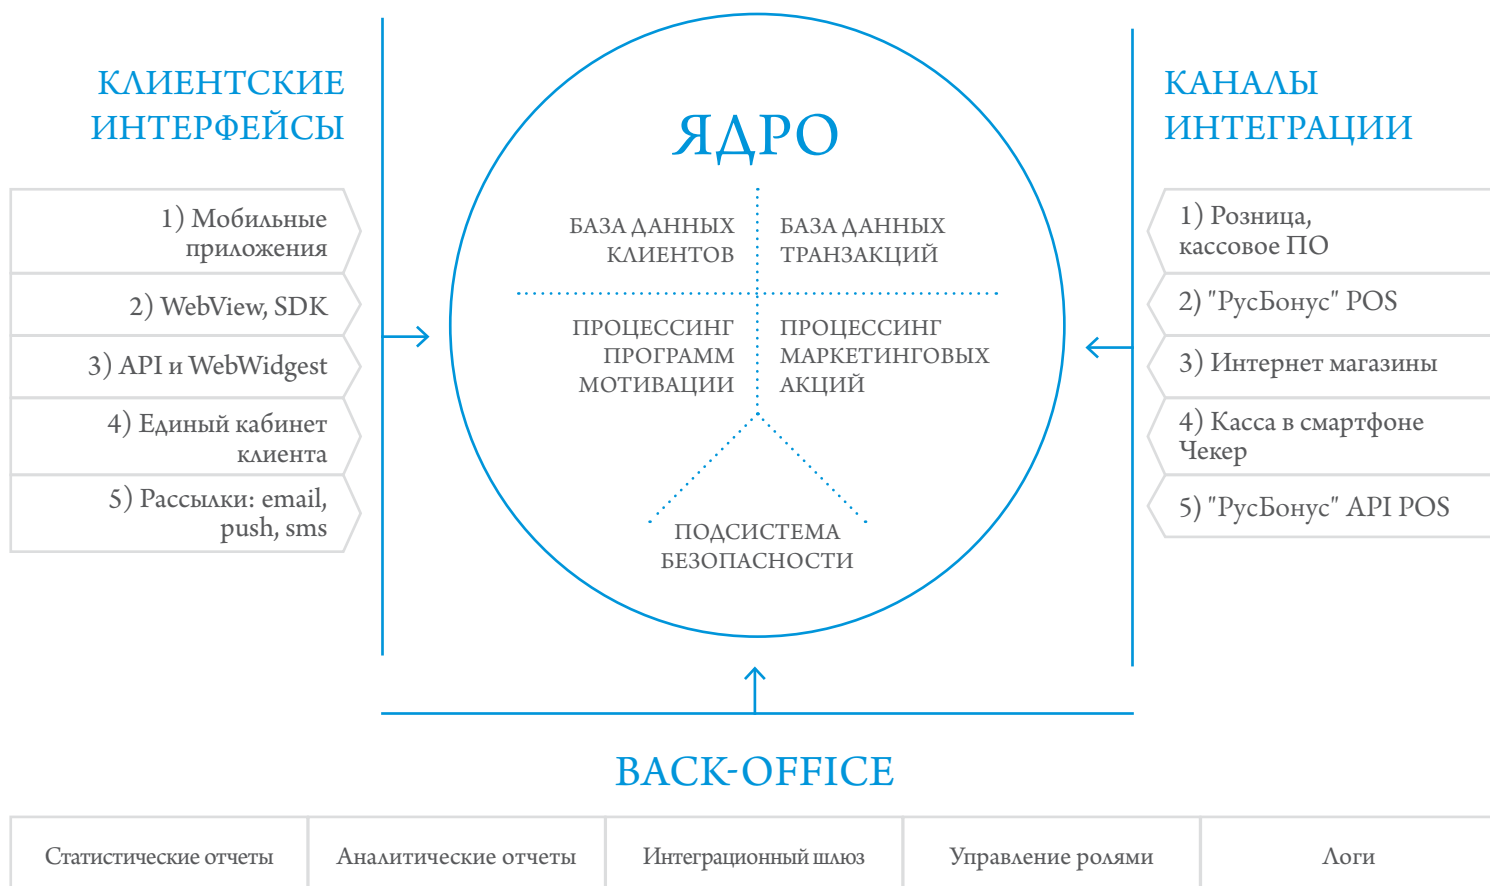 КЛИЕНТСКИЕ
ИНТЕРФЕЙСЫ
1) Мобильные
приложения
2) WebView, SDK
3) API и WebWidgest
4) Единый кабинет
клиента
5) Рассылки: email,
push, sms
ЯДРО
БАЗА ДАННЫХ
КЛИЕНТОВ
БАЗА ДАННЫХ
ТРАНЗАКЦИЙ
ПРОЦЕССИНГ
ПРОГРАММ
МОТИВАЦИИ
ПРОЦЕССИНГ
МАРКЕТИНГОВЫХ
АКЦИЙ
ПОДСИСТЕМА
БЕЗОПАСНОСТИ
КАНАЛЫ
ИНТЕГРАЦИИ
1) Розница,
кассовое ПО
2) "РусБонус" POS
3) Интернет магазины
4) Касса в смартфоне
Чекер
5) "РусБонус" API POS
BACK-OFFICE
Статистические отчеты
Аналитические отчеты
Интеграционный шлюз
Управление ролями
Логи